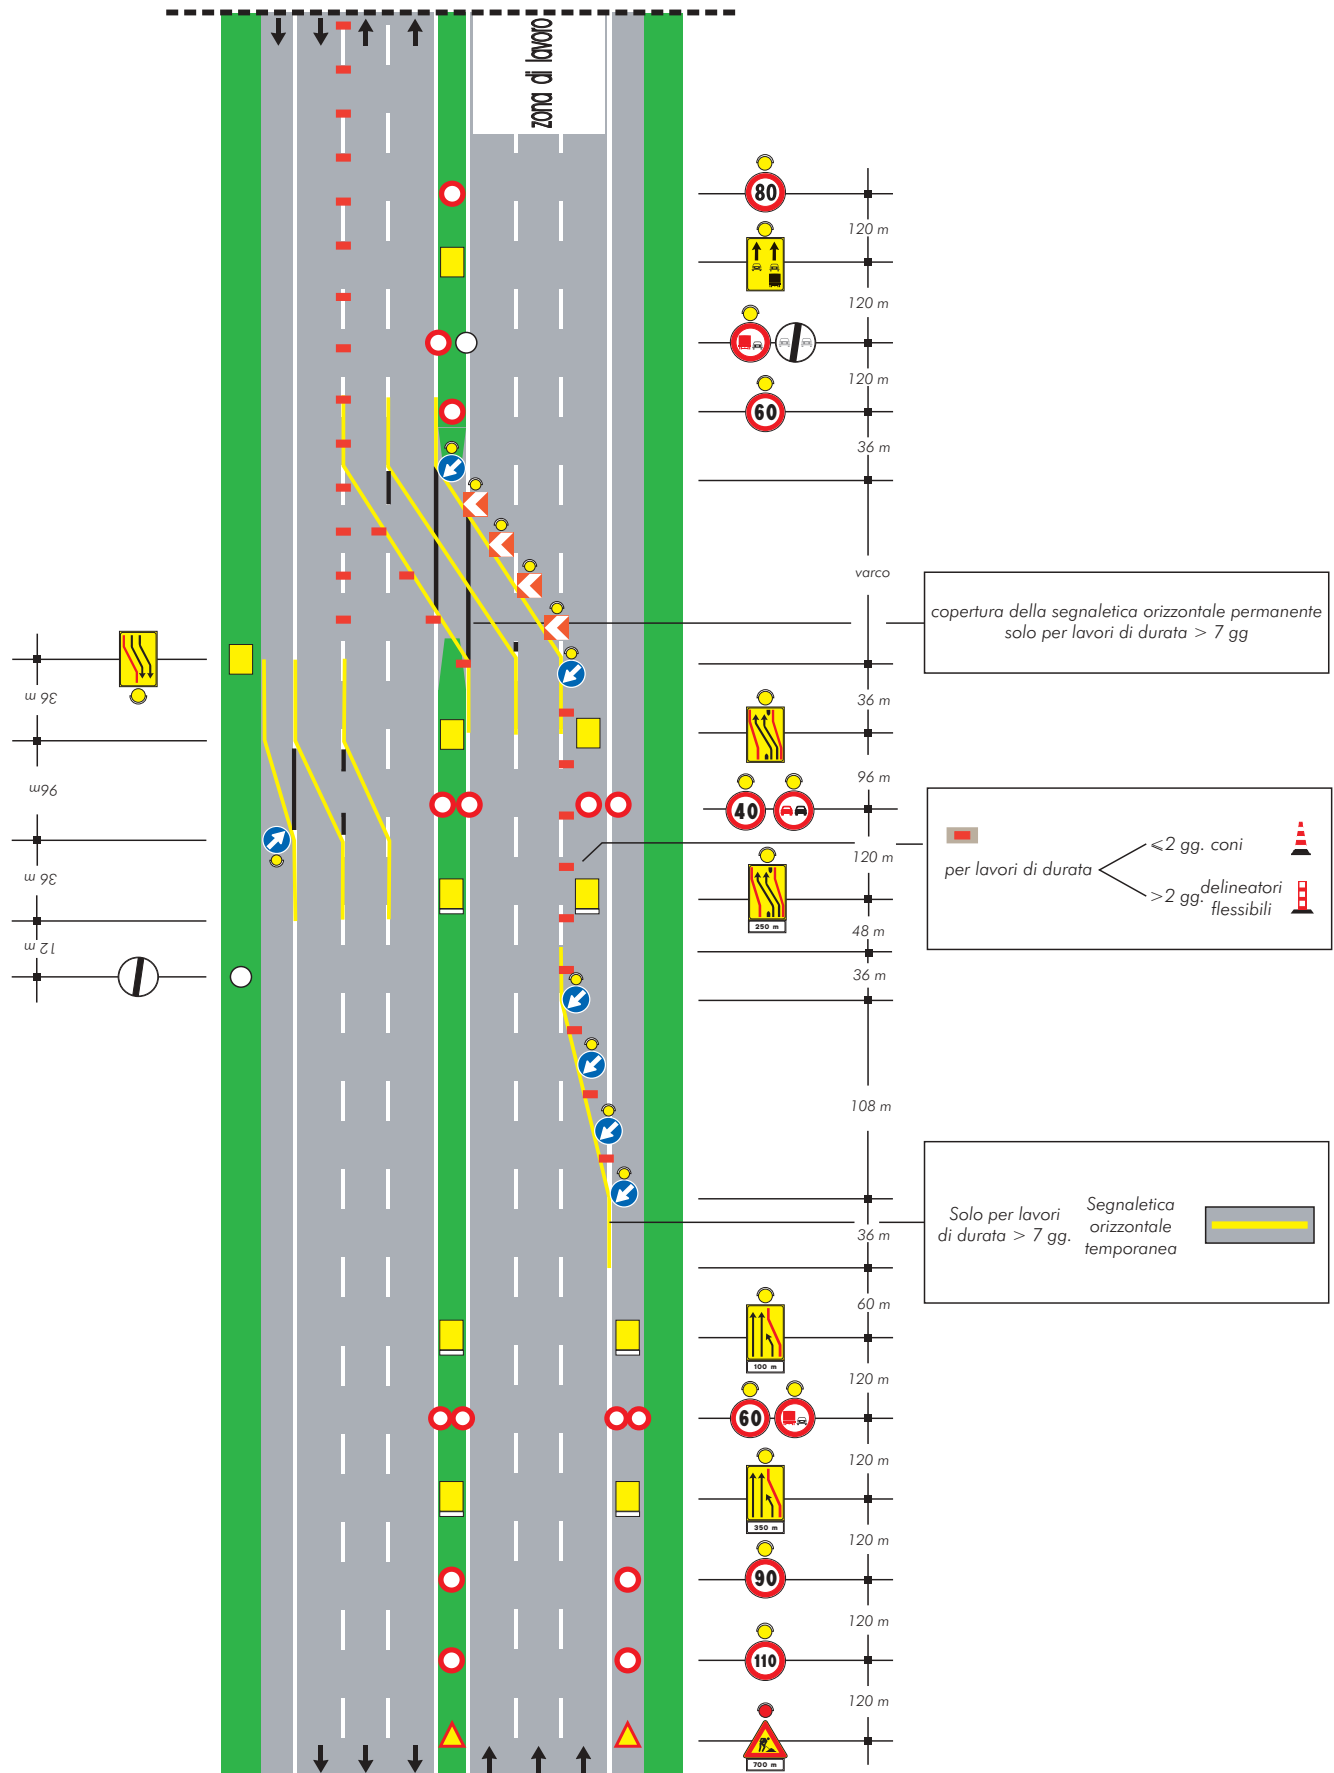 zona di lavoro
80
120 m
120 m
120 m
60
36 m
varco
copertura della segnaletica orizzontale permanente
solo per lavori di durata > 7 gg
36 m
96m
36 m
12 m
36 m
96 m
40
120 m
250 m
48 m
36 m
per lavori di durata
⩽2 gg. coni
>2 gg. delineatori
flessibili
108 m
Solo per lavori
di durata > 7 gg.
Segnaletica
orizzontale
temporanea
36 m
60 m
100 m
120 m
60
120 m
350 m
120 m
90
120 m
110
120 m
700 m